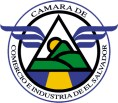 CAMARA DE
COMERCIO E INDUSTRIA DE EL SALVADOR